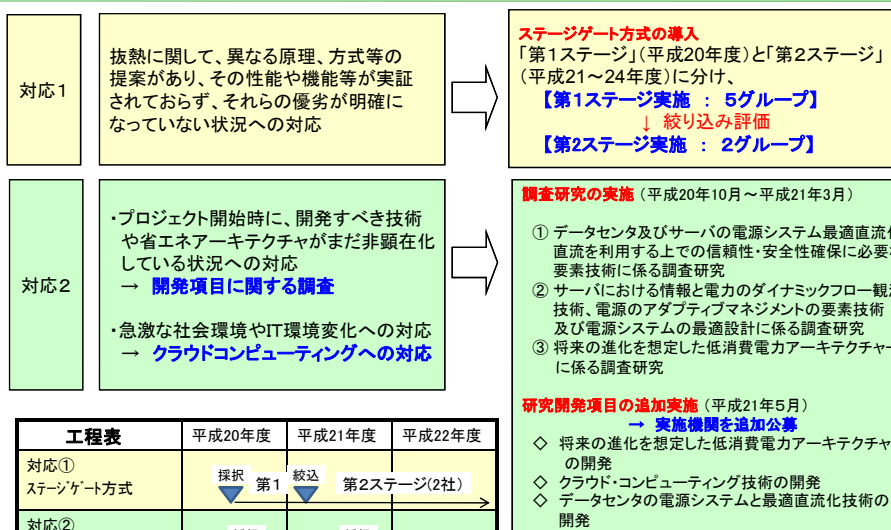 対応1
抜熱に関して、異なる原理、方式等の
提案があり、その性能や機能等が実証
されておらず、それらの優劣が明確に
なっていない状況への対応
ステージゲート方式の導入
「第1ステージ」(平成20年度)と「第2ステージ」
(平成21～24年度)に分け、
【第1ステージ実施 ： 5グループ】
↓ 絞り込み評価
【第2ステージ実施 ： 2グループ】
対応2
・プロジェクト開始時に、開発すべき技術
や省エネアーキテクチャがまだ非顕在化
している状況への対応
→ 開発項目に関する調査
・急激な社会環境やIT環境変化への対応
→ クラウドコンピューティングへの対応
調査研究の実施 (平成20年10月～平成21年3月)
① データセンタ及びサーバの電源システム最適直流
直流を利用する上での信頼性・安全性確保に必要
要素技術に係る調査研究
② サーバにおける情報と電力のダイナミックフロー観
技術、電源のアダプティブマネジメントの要素技術
及び電源システムの最適設計に係る調査研究
③ 将来の進化を想定した低消費電力アーキテクチャー
に係る調査研究
研究開発項目の追加実施 (平成21年5月)
→ 実施機関を追加公募
◇ 将来の進化を想定した低消費電力アーキテクチャ
の開発
◇ クラウド・コンピューティング技術の開発
◇ データセンタの電源システムと最適直流化技術の
開発
工程表 平成20年度 平成21年度 平成22年度
対応①
ステージゲート方式
採択 第1 絞込 第2ステージ(2社)
対応②